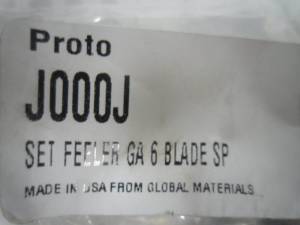 Proto
J000J
SET FEELER GA 6 BLADE SP
MADE IN USA FROM GLOBAL MATERIALS